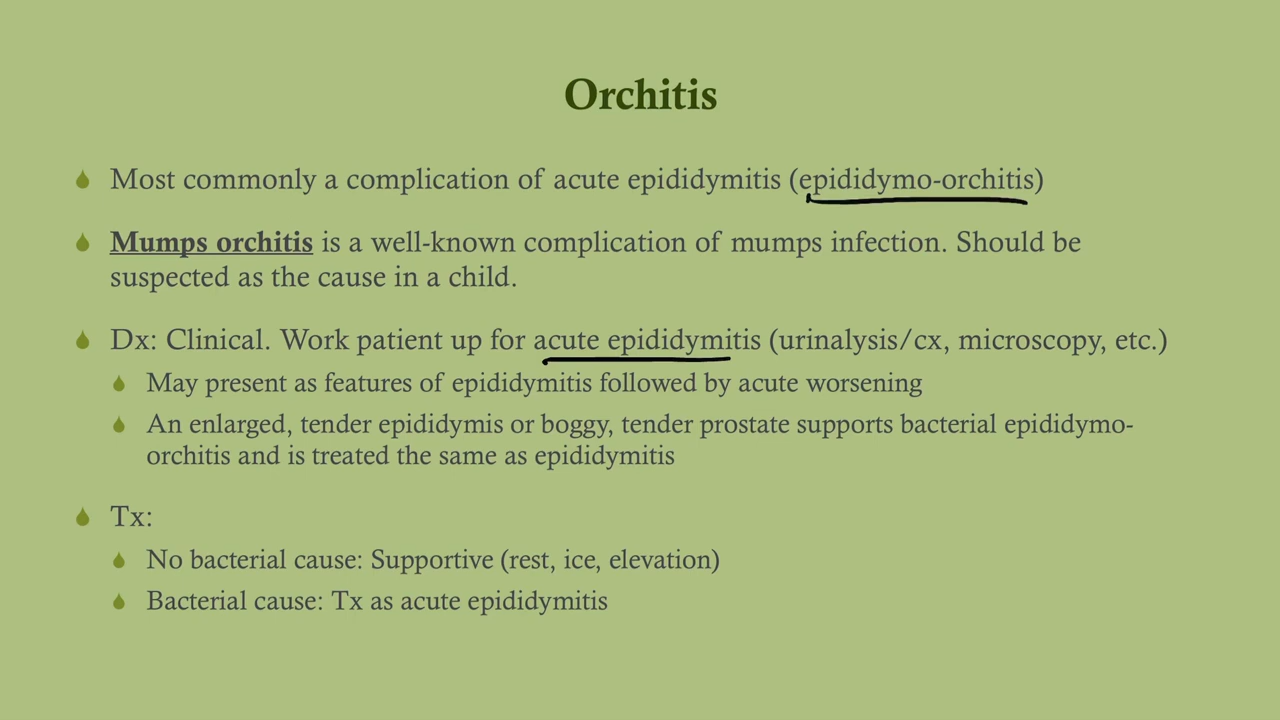 Orchitis
Most commonly a complication of acute epididymitis (epididymo-orchitis)
Mumps orchitis is a well-known complication of mumps infection. Should be
suspected as the cause in a child.
Dx: Clinical. Work patient up for acute epididymitis (urinalysis/cx, microscopy, etc.)
May present as features of epididymitis followed by acute worsening
An enlarged, tender epididymis or boggy, tender prostate supports bacterial epididymo-
orchitis and is treated the same as epididymitis
Tx:
No bacterial cause: Supportive (rest, ice, elevation)
Bacterial cause: Tx as acute epididymitis